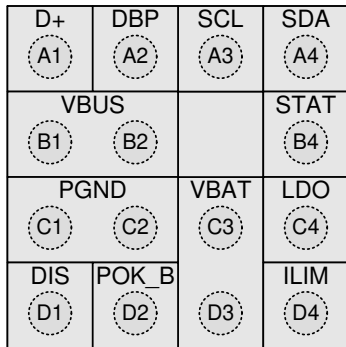 D+ DBP SCL SDA
A1 A2 A3 A4
VBUS STAT
B1 B2 B4
PGND VBAT LDO
C1 C2 C3 C4
DIS POK_B ILIM
D1 D2 D3 D4